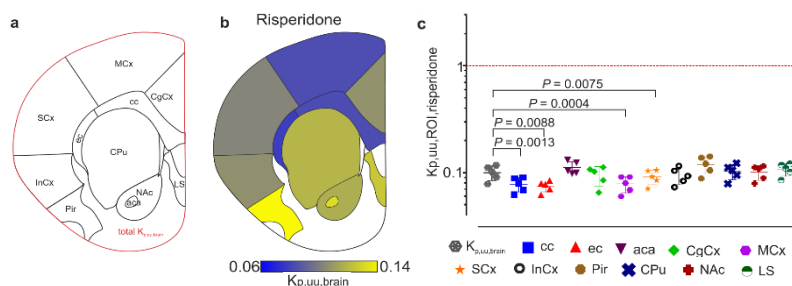 a
MCx
CgCx
cc
SCx
ec
CPu
InCx
NAc
aca
LS
Pir
total Kp,uu,brain
b
Risperidone
0.06
0.14
Kp,uu,brain
c
Kp,uu,ROI,risperidone
1
P = 0.0075
P = 0.0004
P = 0.0088
P = 0.0013
0.1
Kp,uu,brain cc ec aca CgCx MCx
SCx InCx Pir CPu NAc LS